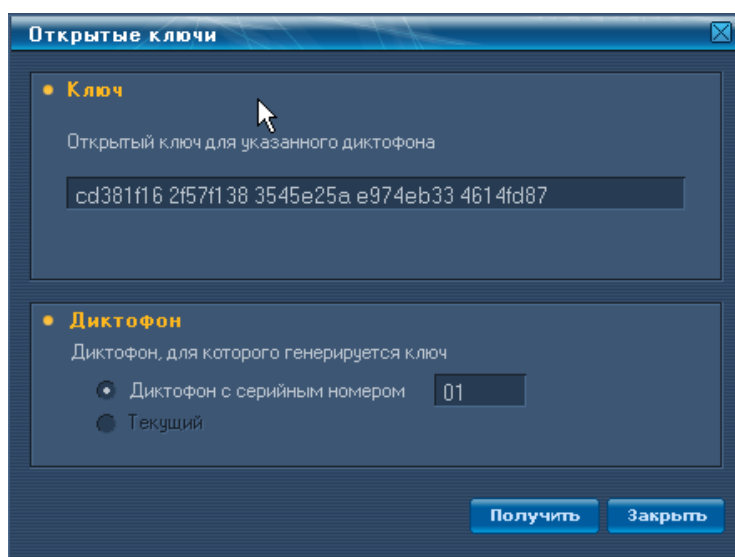 Открытые ключи
Ключ
Открытый ключ для указанного диктофона
cd381f16 2f57f138 3545e25a e974eb33 4614fd87
Диктофон
Диктофон, для которого генерируется ключ
Диктофон с серийным номером 01
Текущий
Получить Закрыть